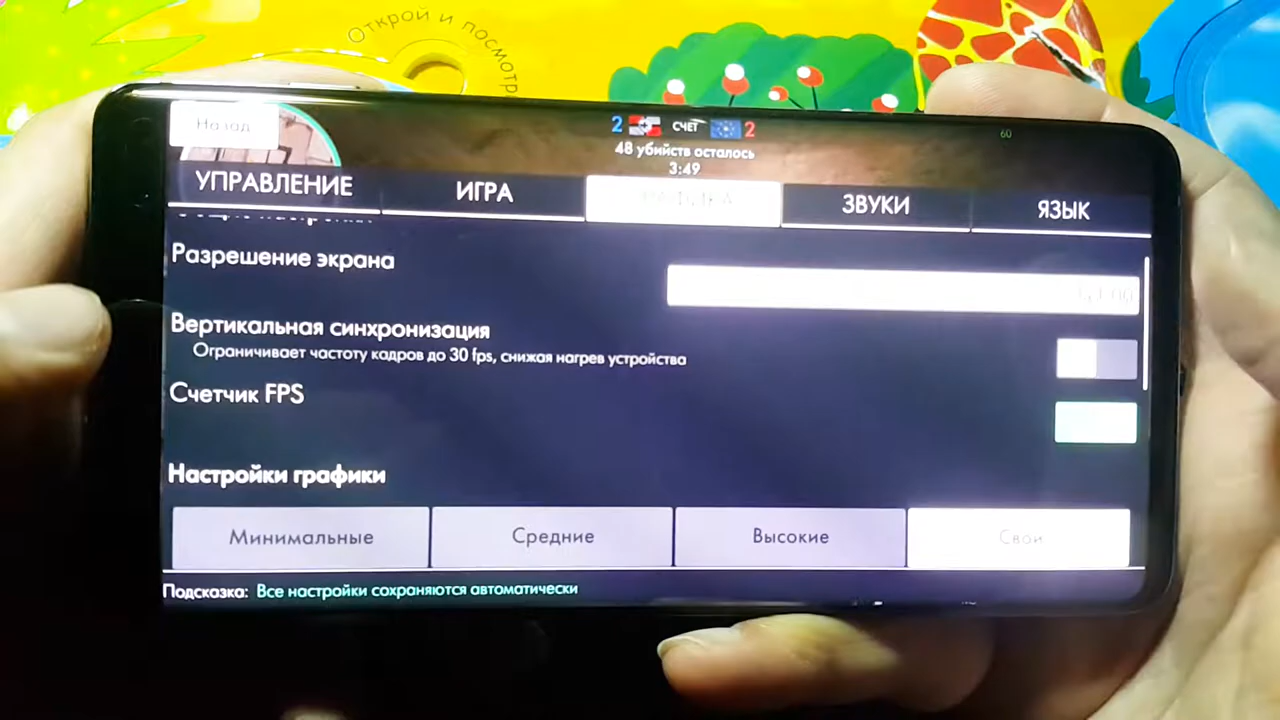 Открой и посмотр
Назад
2 СЧЕТ 2
60
48 убийств осталось
3:49
УПРАВЛЕНИЕ
ИГРА
ЗВУКИ
ЯЗЫК
Разрешение экрана
Вертикальная синхронизация
Ограничивает частоту кадров до 30 fps, снижая нагрев устройства
Счетчик FPS
Настройки графики
Минимальные
Средние
Высокие
Свои
Подсказка: Все настройки сохраняются автоматически